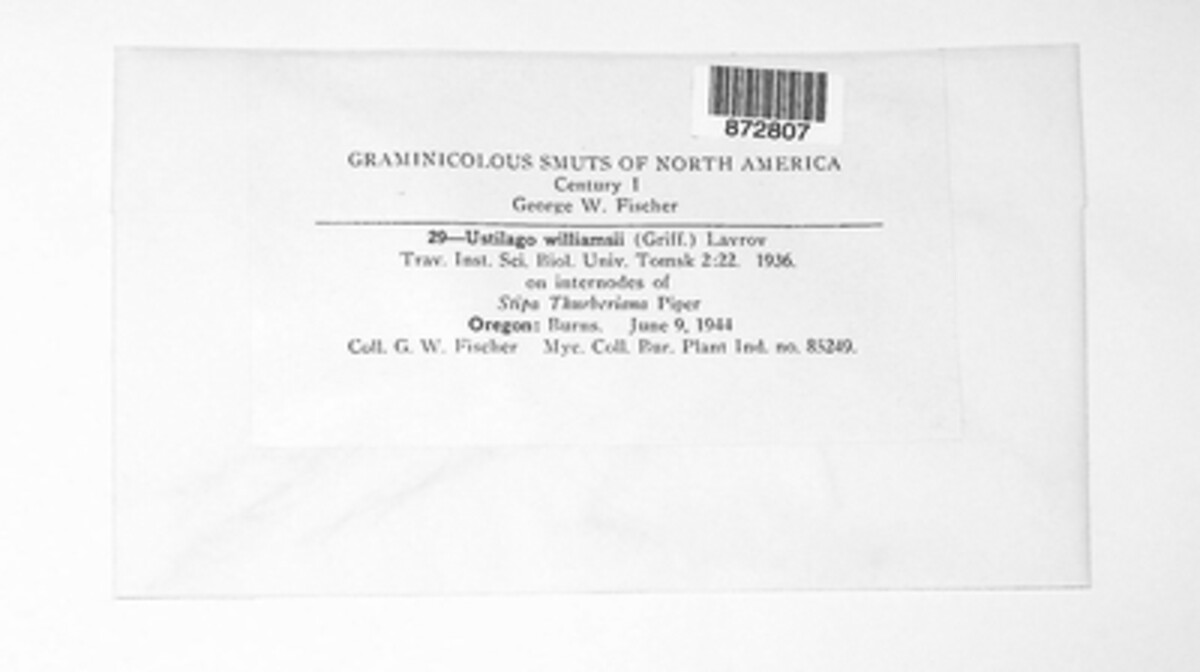 872807
GRAMINICOLOUS SMUTS OF NORTH AMERICA
Century I
George W. Fischer
29—Ustilago williamsii (Griff.) Lavrov
Trav. Inst. Sci. Biol. Univ. Tomsk 2:22. 1936.
on internodes of
Stipa Thurberiana Piper
Oregon: Burns. June 9, 1944
Coll. G. W. Fischer Myc. Coll. Bur. Plant Ind. no. 85249.